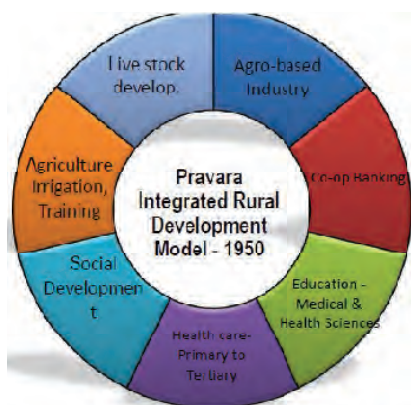 Live stock
develop.
Agro-based
Industry
Co-op Banking
Education -
Medical &
Health Sciences
Health care-
Primary to
Tertiary
Social
Developmen
t
Agriculture
Irrigation,
Training
Pravara
Integrated Rural
Development
Model - 1950